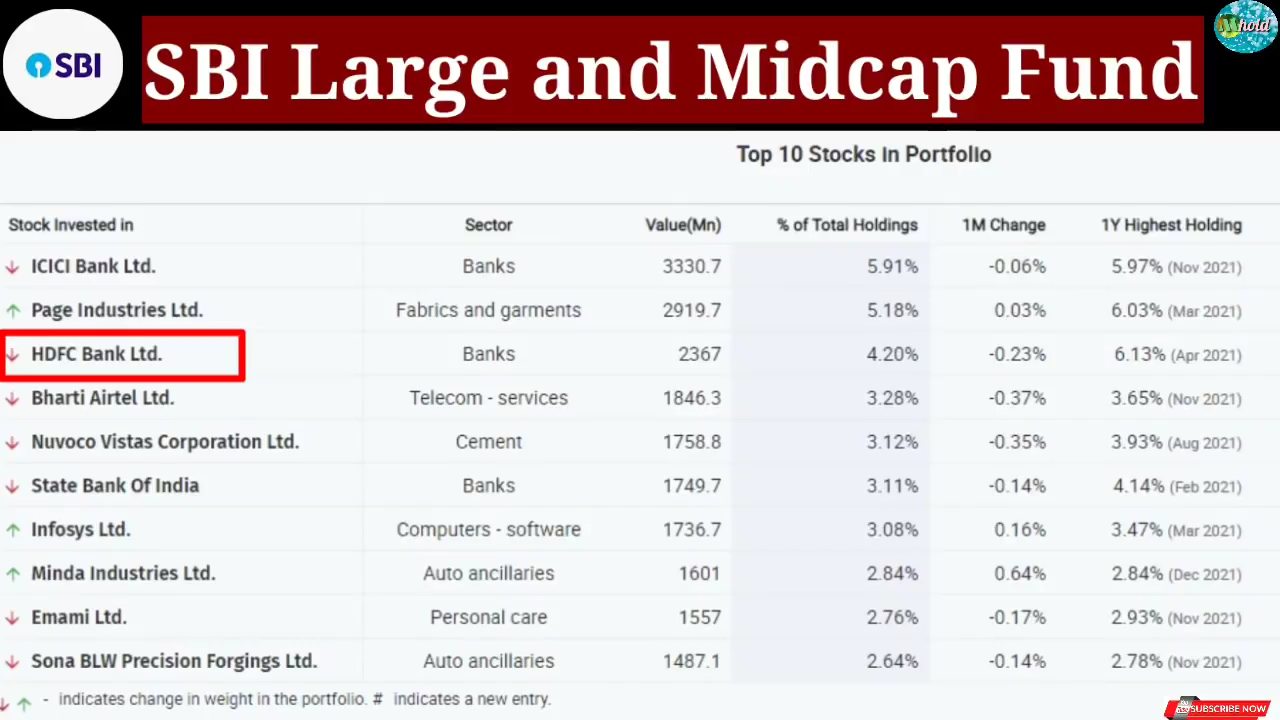 SBI
SBI Large and Midcap Fund
Mhold
Top 10 Stocks in Portfolio
Stock Invested in Sector Value(Mn) % of Total Holdings 1M Change 1Y Highest Holding
↓ ICICI Bank Ltd. Banks 3330.7 5.91% -0.06% 5.97% (Nov 2021)
↑ Page Industries Ltd. Fabrics and garments 2919.7 5.18% 0.03% 6.03% (Mar 2021)
↓ HDFC Bank Ltd. Banks 2367 4.20% -0.23% 6.13% (Apr 2021)
↓ Bharti Airtel Ltd. Telecom - services 1846.3 3.28% -0.37% 3.65% (Nov 2021)
↓ Nuvoco Vistas Corporation Ltd. Cement 1758.8 3.12% -0.35% 3.93% (Aug 2021)
↓ State Bank Of India Banks 1749.7 3.11% -0.14% 4.14% (Feb 2021)
↑ Infosys Ltd. Computers - software 1736.7 3.08% 0.16% 3.47% (Mar 2021)
↑ Minda Industries Ltd. Auto ancillaries 1601 2.84% 0.64% 2.84% (Dec 2021)
↓ Emami Ltd. Personal care 1557 2.76% -0.17% 2.93% (Nov 2021)
↓ Sona BLW Precision Forgings Ltd. Auto ancillaries 1487.1 2.64% -0.14% 2.78% (Nov 2021)
↓ ↑ - indicates change in weight in the portfolio. # indicates a new entry.
SUBSCRIBE NOW